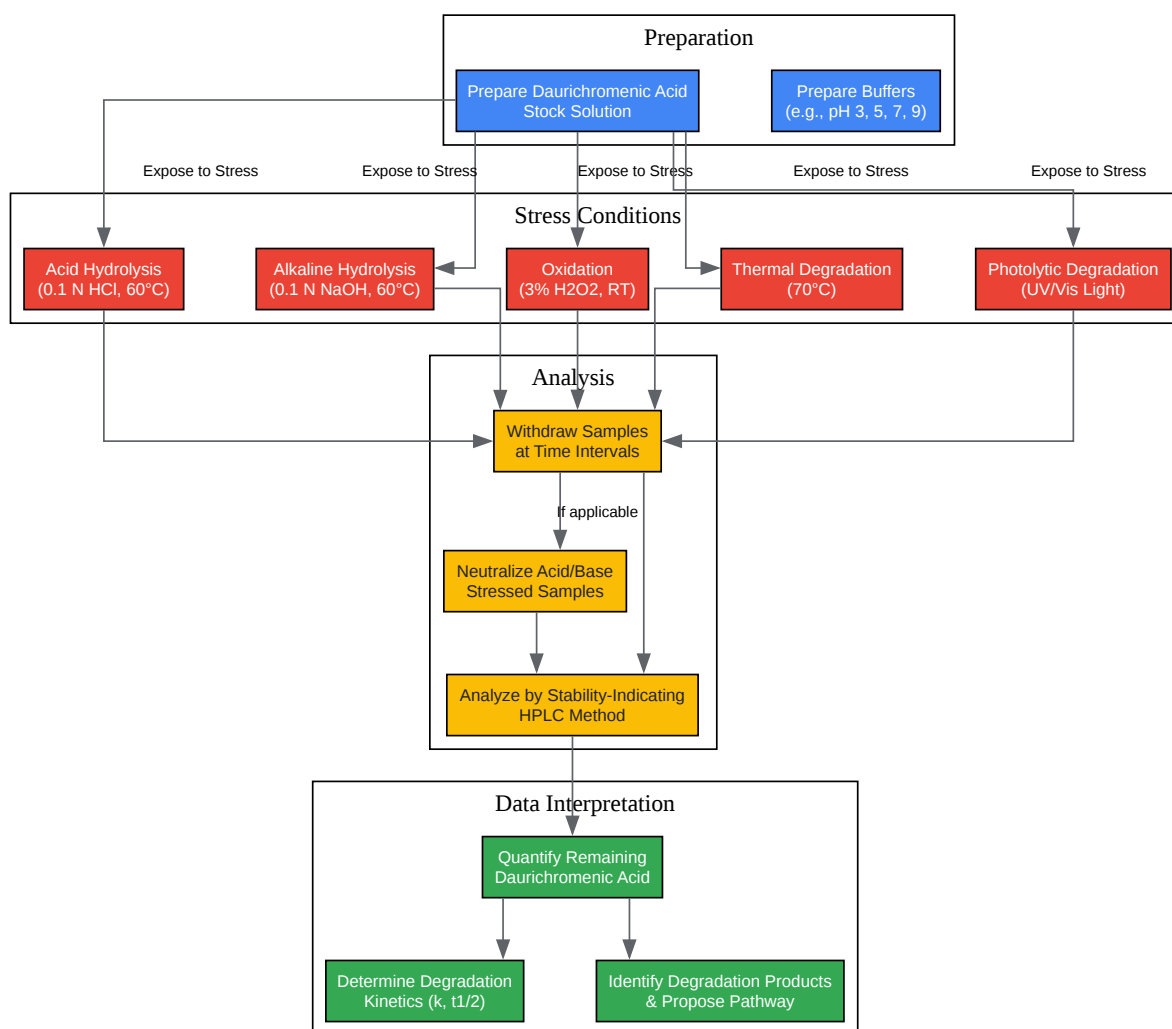 Preparation
Prepare Daurichromenic Acid
Stock Solution
Prepare Buffers
(e.g., pH 3, 5, 7, 9)
Expose to Stress
Expose to Stress
Expose to Stress
Expose to Stress
Expose to Stress
Stress Conditions
Acid Hydrolysis
(0.1 N HCl, 60°C)
Alkaline Hydrolysis
(0.1 N NaOH, 60°C)
Oxidation
(3% H2O2, RT)
Thermal Degradation
(70°C)
Photolytic Degradation
(UV/Vis Light)
Analysis
Withdraw Samples
at Time Intervals
If applicable
Neutralize Acid/Base
Stressed Samples
Analyze by Stability-Indicating
HPLC Method
Data Interpretation
Quantify Remaining
Daurichromenic Acid
Determine Degradation
Kinetics (k, t1/2)
Identify Degradation Products
& Propose Pathway